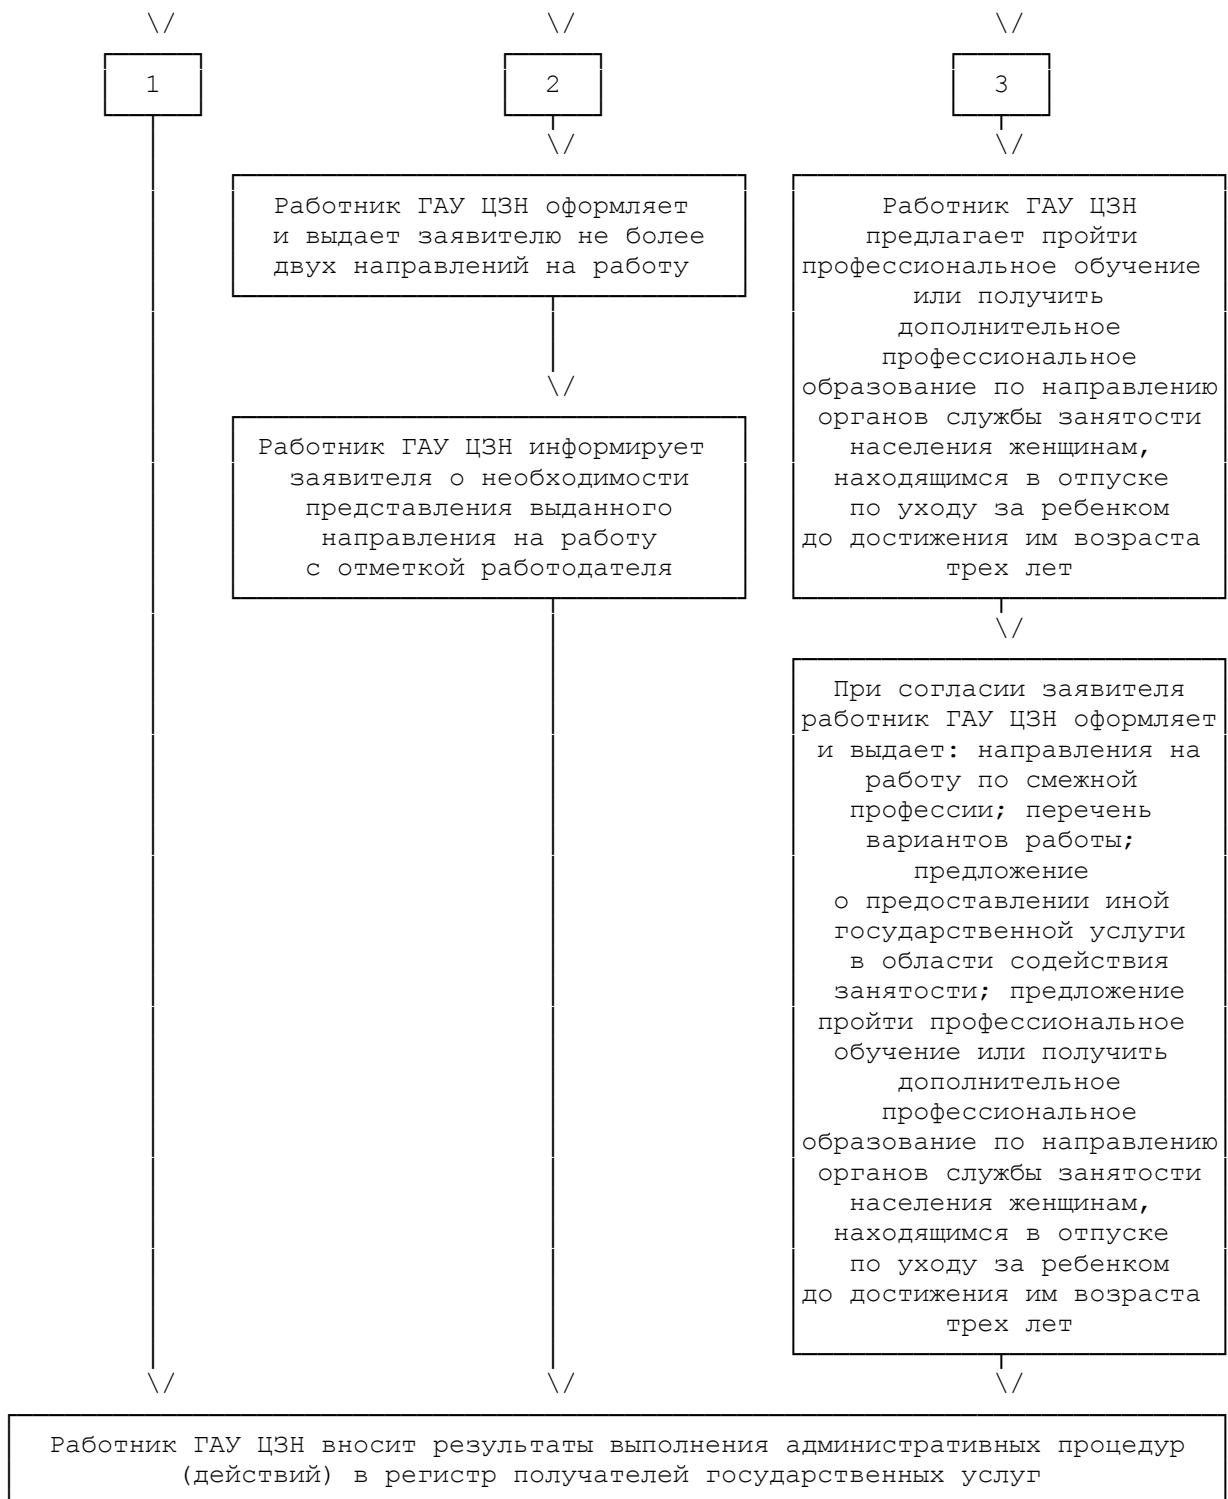 \/ \/ \/
1 2 3
\/ \/
Работник ГАУ ЦЗН оформляет
и выдает заявителю не более
двух направлений на работу
\/
Работник ГАУ ЦЗН информирует
заявителя о необходимости
представления выданного
направления на работу
с отметкой работодателя
Работник ГАУ ЦЗН
предлагает пройти
профессиональное обучение
или получить
дополнительное
профессиональное
образование по направлению
органов службы занятости
населения женщинам,
находящимся в отпуске
по уходу за ребенком
до достижения им возраста
трех лет
\/
При согласии заявителя
работник ГАУ ЦЗН оформляет
и выдает: направления на
работу по смежной
профессии; перечень
вариантов работы;
предложение
о предоставлении иной
государственной услуги
в области содействия
занятости; предложение
пройти профессиональное
обучение или получить
дополнительное
профессиональное
образование по направлению
органов службы занятости
населения женщинам,
находящимся в отпуске
по уходу за ребенком
до достижения им возраста
трех лет
\/ \/ \/
Работник ГАУ ЦЗН вносит результаты выполнения административных процедур
(действий) в регистр получателей государственных услуг